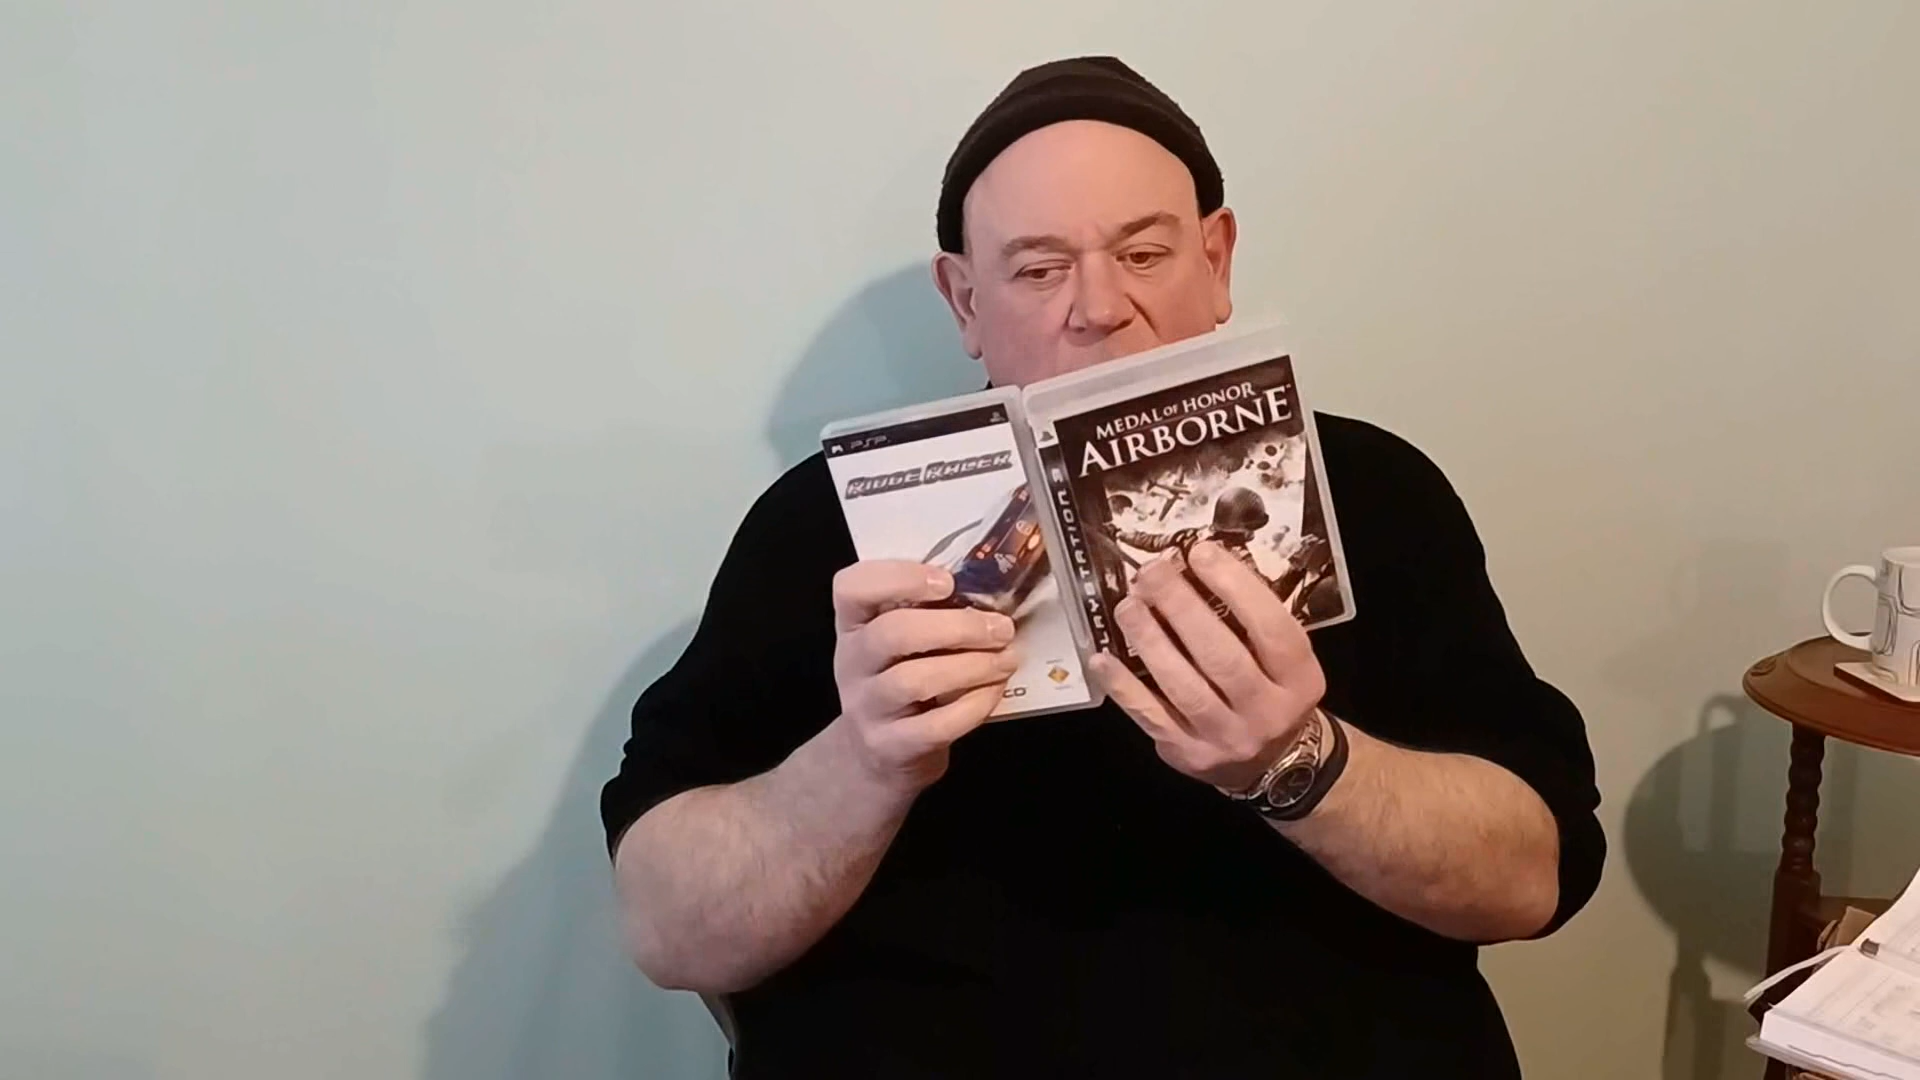 PSP
RIDGE RACER
MEDAL OF HONOR
AIRBORNE
PLAYSTATION 3